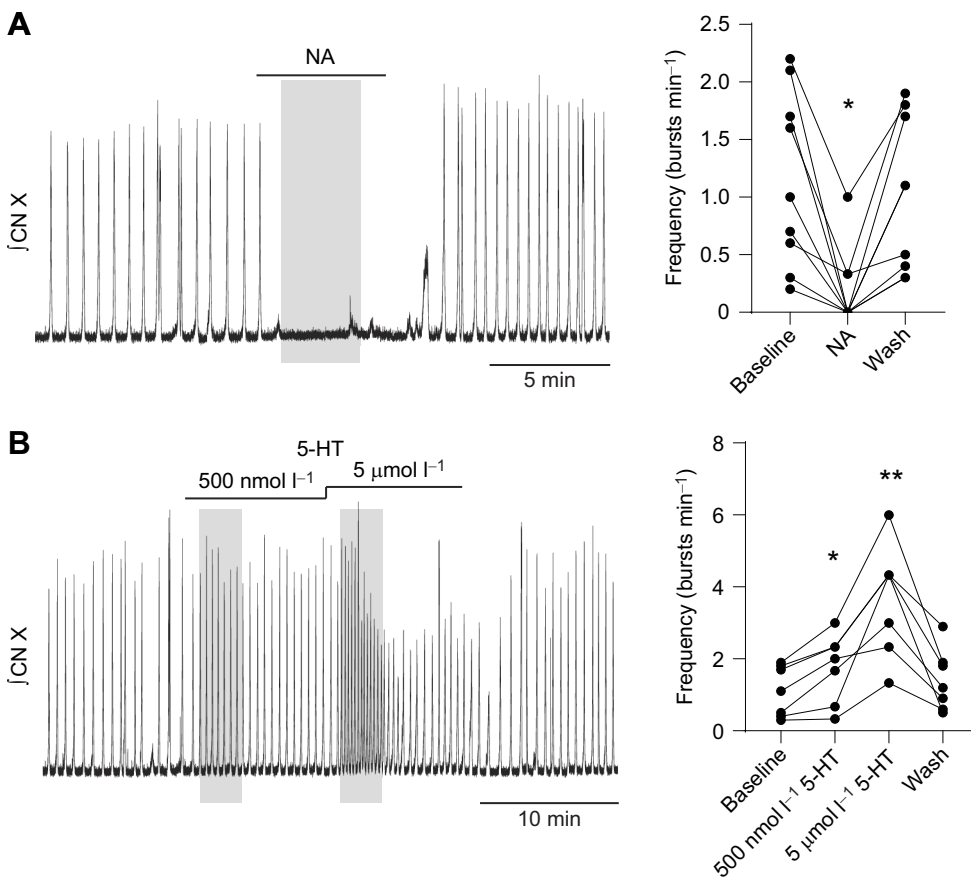 A
NA
∫CN X
5 min
Frequency (bursts min⁻¹)
2.5
2.0
1.5
1.0
0.5
0
*
Baseline
NA
Wash
B
5-HT
500 nmol l⁻¹
5 μmol l⁻¹
∫CN X
10 min
Frequency (bursts min⁻¹)
8
6
4
2
0
*
**
Baseline
500 nmol l⁻¹ 5-HT
5 μmol l⁻¹ 5-HT
Wash